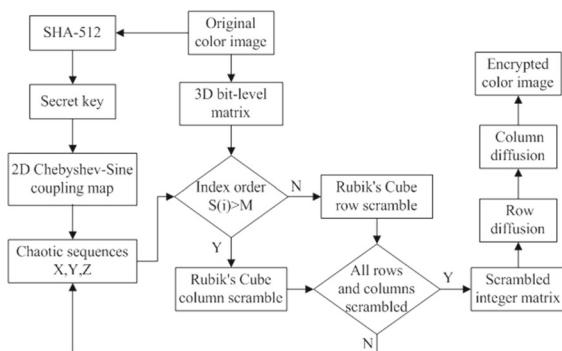 SHA-512
Original
color image
Encrypted
color image
Secret key
3D bit-level
matrix
Column
diffusion
2D Chebyshev-Sine
coupling map
Index order
S(i)>M
N
Rubik's Cube
row scramble
Row
diffusion
Chaotic sequences
X,Y,Z
Y
Rubik's Cube
column scramble
All
rows
and columns
scrambled
Y
Scrambled
integer matrix
N